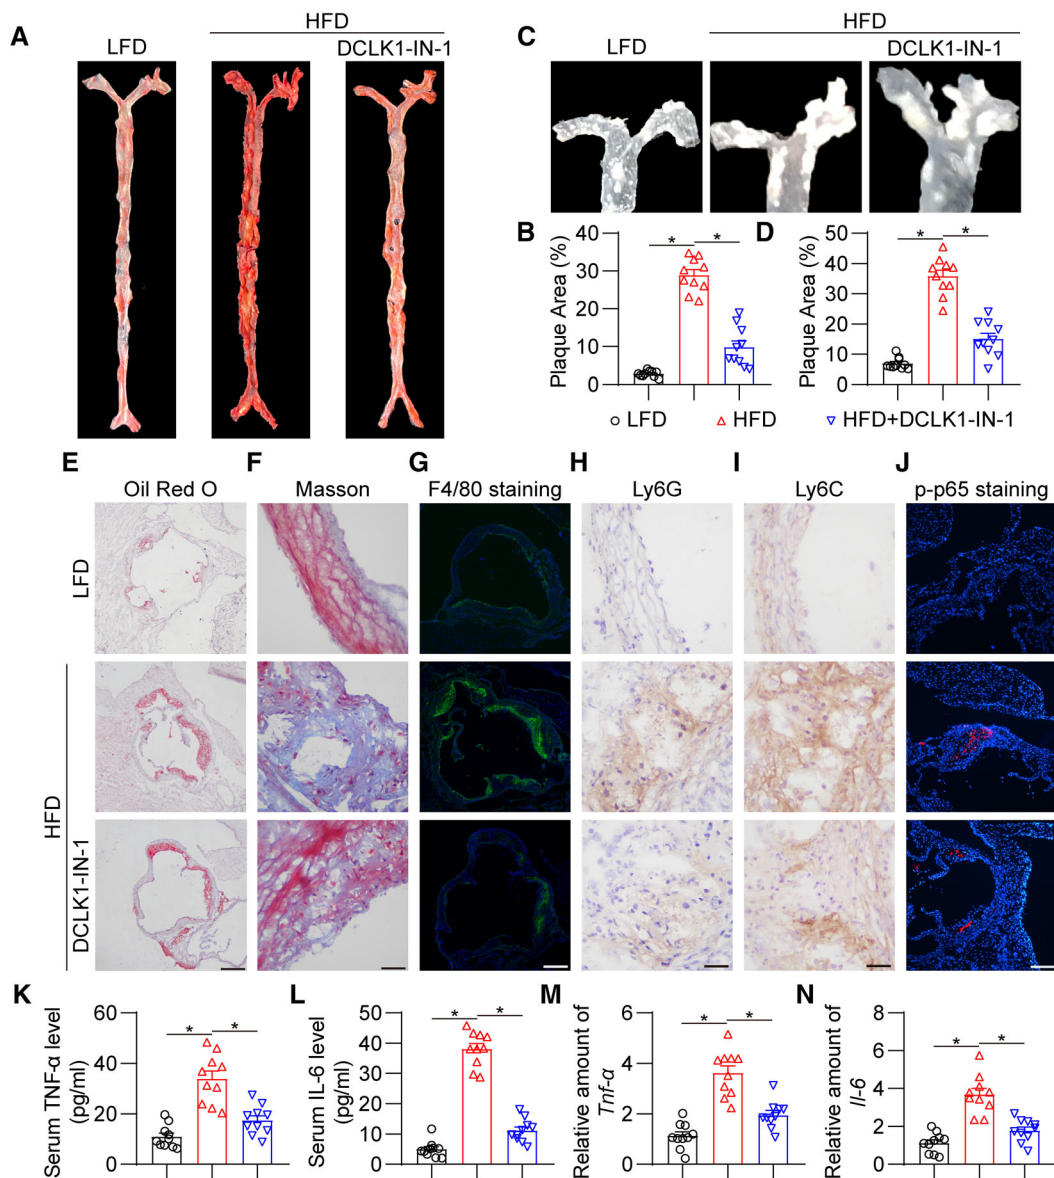 A
LFD
HFD
DCLK1-IN-1
C
LFD
HFD
DCLK1-IN-1
B
Plaque Area (%)
40
30
20
10
0
*
*
D
Plaque Area (%)
50
40
30
20
10
0
*
*
LFD
HFD
HFD+DCLK1-IN-1
E
F
G
H
I
J
Oil Red O
Masson
F4/80 staining
Ly6G
Ly6C
p-p65 staining
LFD
HFD
DCLK1-IN-1
K
Serum TNF-α level
(pg/ml)
60
40
20
0
*
*
L
Serum IL-6 level
(pg/ml)
50
40
30
20
10
0
*
*
M
Relative amount of
Tnf-α
6
4
2
0
*
*
N
Relative amount of
Il-6
8
6
4
2
0
*
*